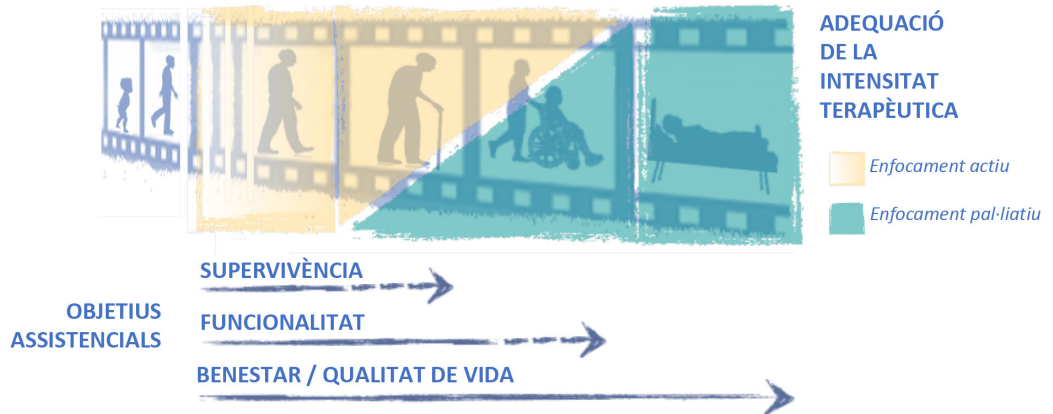 ADEQUACIÓ
DE LA
INTENSITAT
TERAPÈUTICA
Enfocament actiu
Enfocament pal·liatiu
OBJETIUS
ASSISTENCIALS
SUPERVIVÈNCIA
FUNCIONALITAT
BENESTAR / QUALITAT DE VIDA